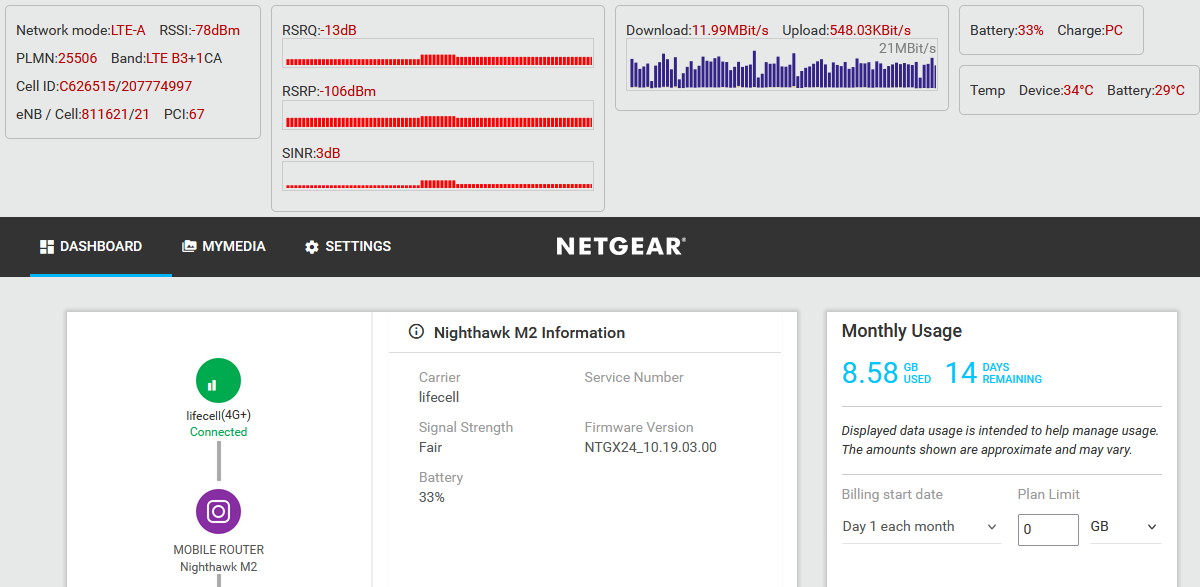 Network mode:LTE-A RSSI:-78dBm
PLMN:25506 Band:LTE B3+1CA
Cell ID:C626515/207774997
eNB / Cell:811621/21 PCI:67
RSRQ:-13dB
RSRP:-106dBm
SINR:3dB
Download:11.99MBit/s Upload:548.03KBit/s
21MBit/s
Battery:33% Charge:PC
Temp Device:34°C Battery:29°C
DASHBOARD MYMEDIA SETTINGS NETGEAR®
lifecell(4G+)
Connected
MOBILE ROUTER
Nighthawk M2
Nighthawk M2 Information
Carrier Service Number
lifecell
Signal Strength Firmware Version
Fair NTGX24_10.19.03.00
Battery
33%
Monthly Usage
8.58 GB USED 14 DAYS REMAINING
Displayed data usage is intended to help manage usage.
The amounts shown are approximate and may vary.
Billing start date Plan Limit
Day 1 each month 0 GB